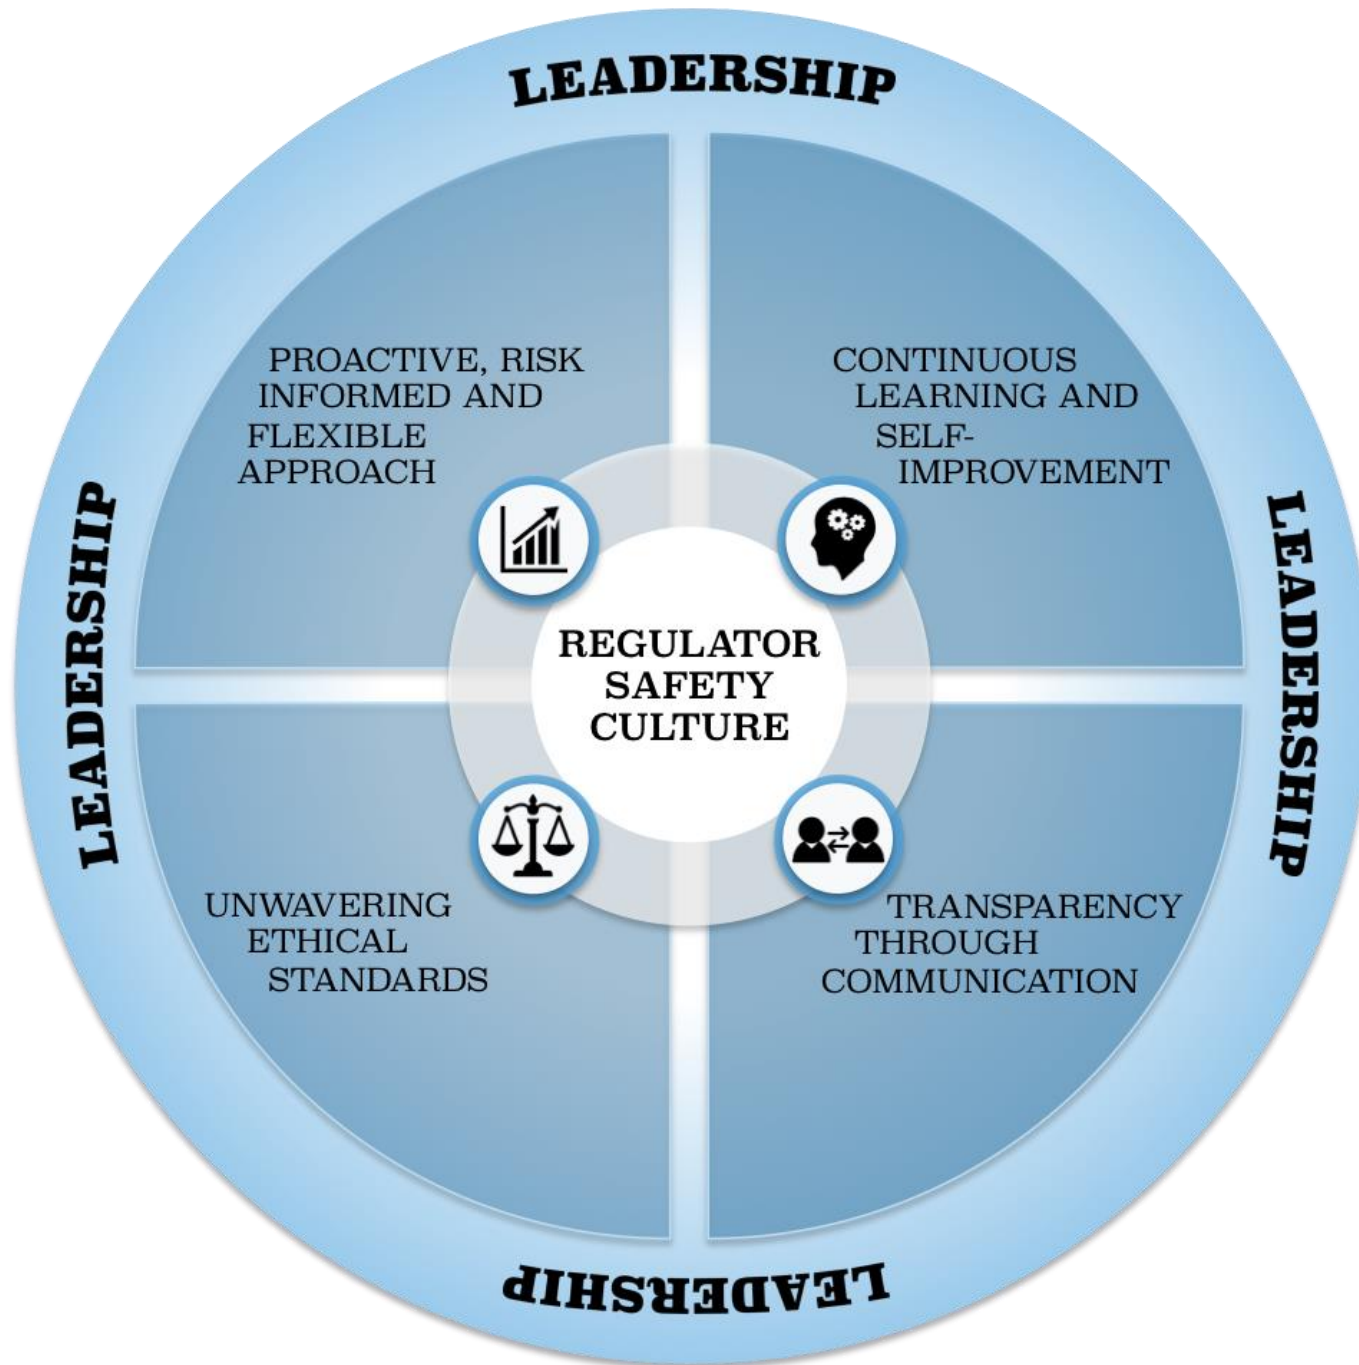 LEADERSHIP
PROACTIVE, RISK
INFORMED AND
FLEXIBLE
APPROACH
CONTINUOUS
LEARNING AND
SELF-
IMPROVEMENT
LEADERSHIP
REGULATOR
SAFETY
CULTURE
LEADERSHIP
UNWAVERING
ETHICAL
STANDARDS
TRANSPARENCY
THROUGH
COMMUNICATION
LEADERSHIP